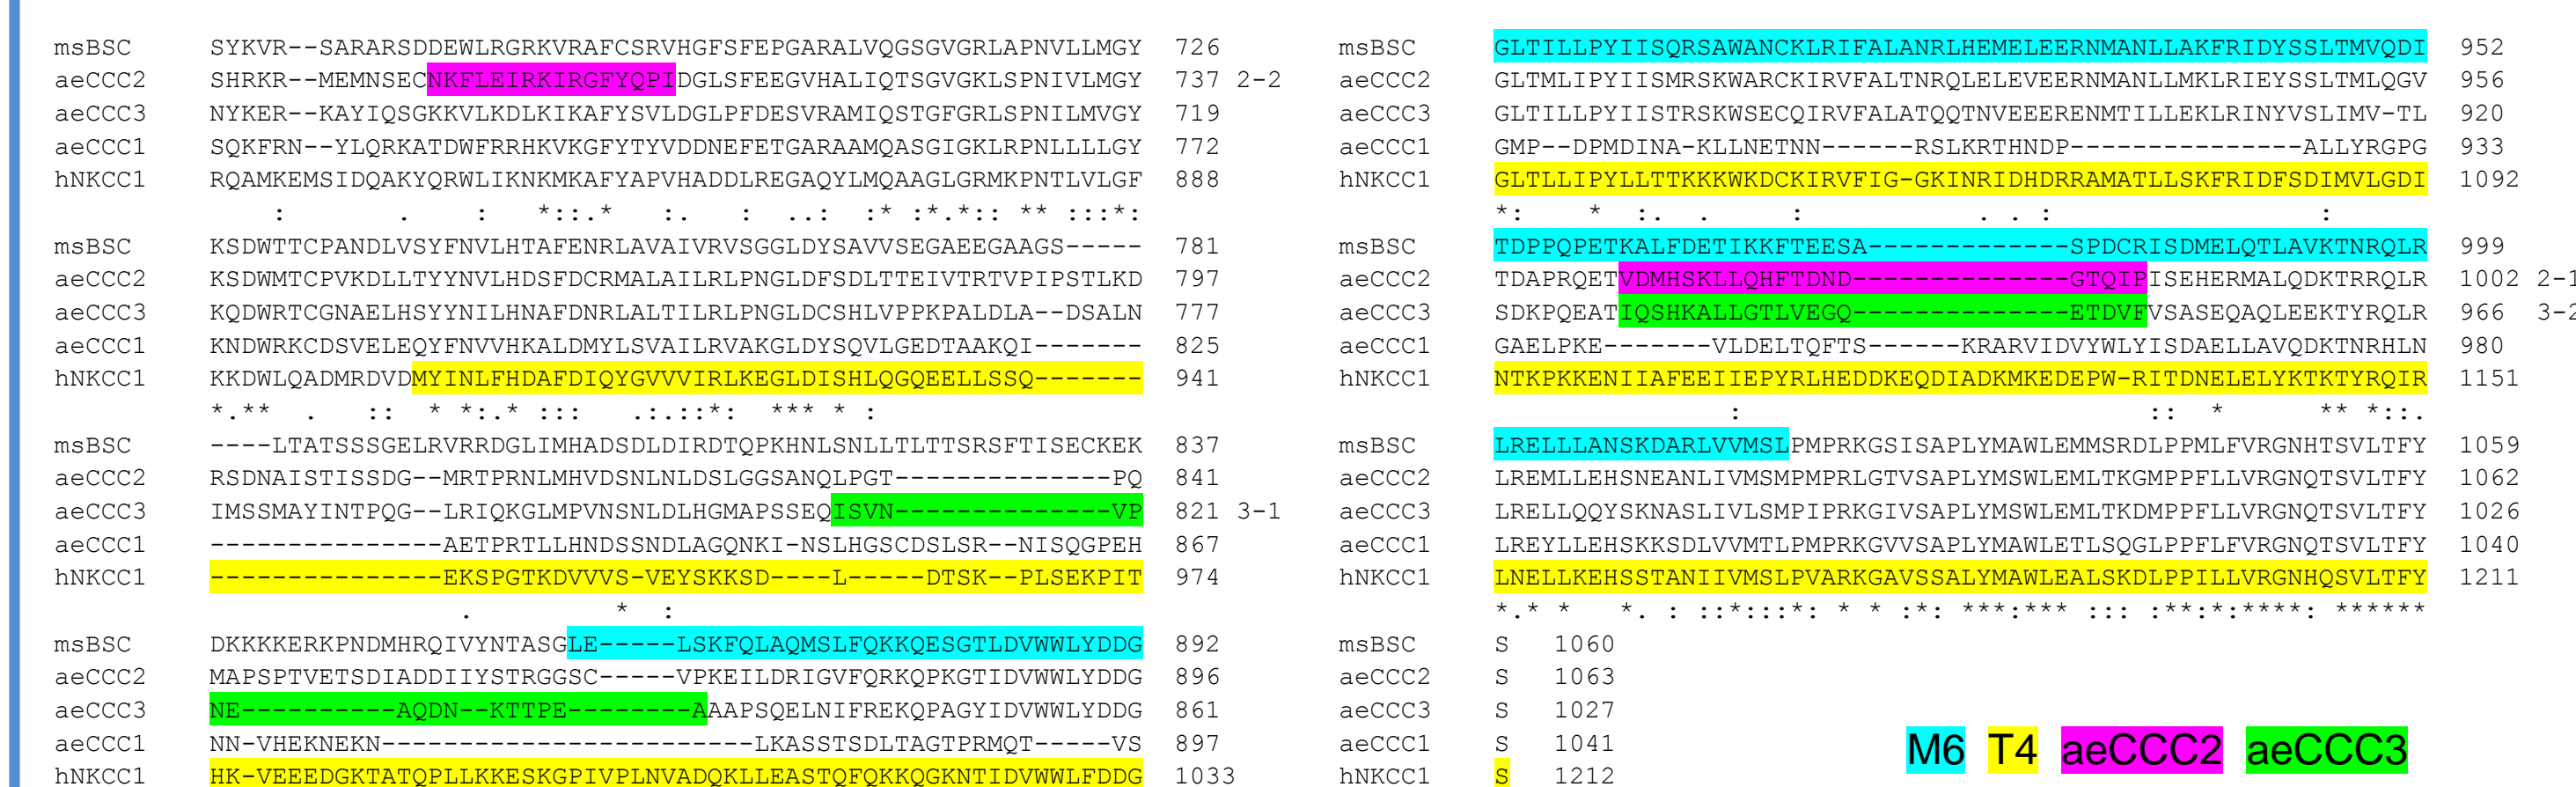 msBSC SYKVR--SARARSDDEWLRGRKVRAFCSRVHGFSFEPGARALVQGSGVGRLAPNVLLMGY 726
aeCCC2 SHRKR--MEMNSECNKFLEIRKIRGFYQPIDGLSFEEGVHALIQTSGVGKLSPNIVLMGY 737 2-2
aeCCC3 NYKER--KAYIQSGKKVLKDLKIKAFYSVLDGLPFDESVRAMIQSTGFGRLSPNILMVGY 719
aeCCC1 SQKFRN--YLQRKATDWFRRHKVKGFYTYVDDNEFETGARAAMQASGIGKLRPNLLLLGY 772
hNKCC1 RQAMKEMSIDQAKYQRWLIKNKMKAFYAPVHADDLREGAQYLMQAAGLGRMKPNTLVLGF 888
: . : *::.* :. : ..: :* :*.*:: ** :::*:
msBSC KSDWTTCPANDLVSYFNVLHTAFENRLAVAIVRVSGGLDYSAVVSEGAEEGAAGS----- 781
aeCCC2 KSDWMTCPVKDLLTYYNVLHDSFDCRMALAILRLPNGLDFSDLTTEIVTRTVPIPSTLKD 797
aeCCC3 KQDWRTCGNAELHSYYNILHNAFDNRLALTILRLPNGLDCSHLVPPKPALDLA--DSALN 777
aeCCC1 KNDWRKCDSVELEQYFNVVHKALDMYLSVAILRVAKGLDYSQVLGEDTAAKQI------- 825
hNKCC1 KKDWLQADMRDVDMYINLFHDAFDIQYGVVVIRLKEGLDISHLQGQEELLSSQ------- 941
*.** . :: * *:.* ::: .:.::*: *** * :
msBSC ----LTATSSSGELRVRRDGLIMHADSDLDIRDTQPKHNLSNLLTLTTSRSFTISECKEK 837
aeCCC2 RSDNAISTISSDG--MRTPRNLMHVDSNLNLDSLGGSANQLPGT--------------PQ 841
aeCCC3 IMSSMAYINTPQG--LRIQKGLMPVNSNLDLHGMAPSSEQISVN--------------VP 821 3-1
aeCCC1 ---------------AETPRTLLHNDSSNDLAGQNKI-NSLHGSCDSLSR--NISQGPEH 867
hNKCC1 ---------------EKSPGTKDVVVS-VEYSKKSD----L-----DTSK--PLSEKPIT 974
. * :
msBSC DKKKKERKPNDMHRQIVYNTASGLE-----LSKFQLAQMSLFQKKQESGTLDVWWLYDDG 892
aeCCC2 MAPSPTVETSDIADDIIYSTRGGSC-----VPKEILDRIGVFQRKQPKGTIDVWWLYDDG 896
aeCCC3 NE----------AQDN--KTTPE--------AAAPSQELNIFREKQPAGYIDVWWLYDDG 861
aeCCC1 NN-VHEKNEKN------------------------LKASSTSDLTAGTPRMQT-----VS 897
hNKCC1 HK-VEEEDGKTATQPLLKKESKGPIVPLNVADQKLLEASTQFQKKQGKNTIDVWWLFDDG 1033
msBSC GLTILLPYIISQRSAWANCKLRIFALANRLHEMELEERNMANLLAKFRIDYSSLTMVQDI 952
aeCCC2 GLTMLIPYIISMRSKWARCKIRVFALTNRQLELEVEERNMANLLMKLRIEYSSLTMLQGV 956
aeCCC3 GLTILLPYIISTRSKWSECQIRVFALATQQTNVEEERENMTILLEKLRINYVSLIMV-TL 920
aeCCC1 GMP--DPMDINA-KLLNETNN------RSLKRTHNDP---------------ALLYRGPG 933
hNKCC1 GLTLLIPYLLTTKKKWKDCKIRVFIG-GKINRIDHDRRAMATLLSKFRIDFSDIMVLGDI 1092
*: * :. . : . . : :
msBSC TDPPQPETKALFDETIKKFTEESA-------------SPDCRISDMELQTLAVKTNRQLR 999
aeCCC2 TDAPRQETVDMHSKLLQHFTDND--------------GTQIPISEHERMALQDKTRRQLR 1002 2-1
aeCCC3 SDKPQEATIQSHKALLGTLVEGQ--------------ETDVFVSASEQAQLEEKTYRQLR 966 3-2
aeCCC1 GAELPKE-------VLDELTQFTS------KRARVIDVYWLYISDAELLAVQDKTNRHLN 980
hNKCC1 NTKPKKENIIAFEEIIEPYRLHEDDKEQDIADKMKEDEPW-RITDNELELYKTKTYRQIR 1151
: :: * ** *::.
msBSC LRELLLANSKDARLVVMSLPMPRKGSISAPLYMAWLEMMSRDLPPMLFVRGNHTSVLTFY 1059
aeCCC2 LREMLLEHSNEANLIVMSMPMPRLGTVSAPLYMSWLEMLTKGMPPFLLVRGNQTSVLTFY 1062
aeCCC3 LRELLQQYSKNASLIVLSMPIPRKGIVSAPLYMSWLEMLTKDMPPFLLVRGNQTSVLTFY 1026
aeCCC1 LREYLLEHSKKSDLVVMTLPMPRKGVVSAPLYMAWLETLSQGLPPFLFVRGNQTSVLTFY 1040
hNKCC1 LNELLKEHSSTANIIVMSLPVARKGAVSSALYMAWLEALSKDLPPILLVRGNHQSVLTFY 1211
*.* * *. : ::*:::*: * * :*: ***:*** ::: :**:*:****: ******
msBSC S 1060
aeCCC2 S 1063
aeCCC3 S 1027
aeCCC1 S 1041
hNKCC1 S 1212
M6 T4 aeCCC2 aeCCC3